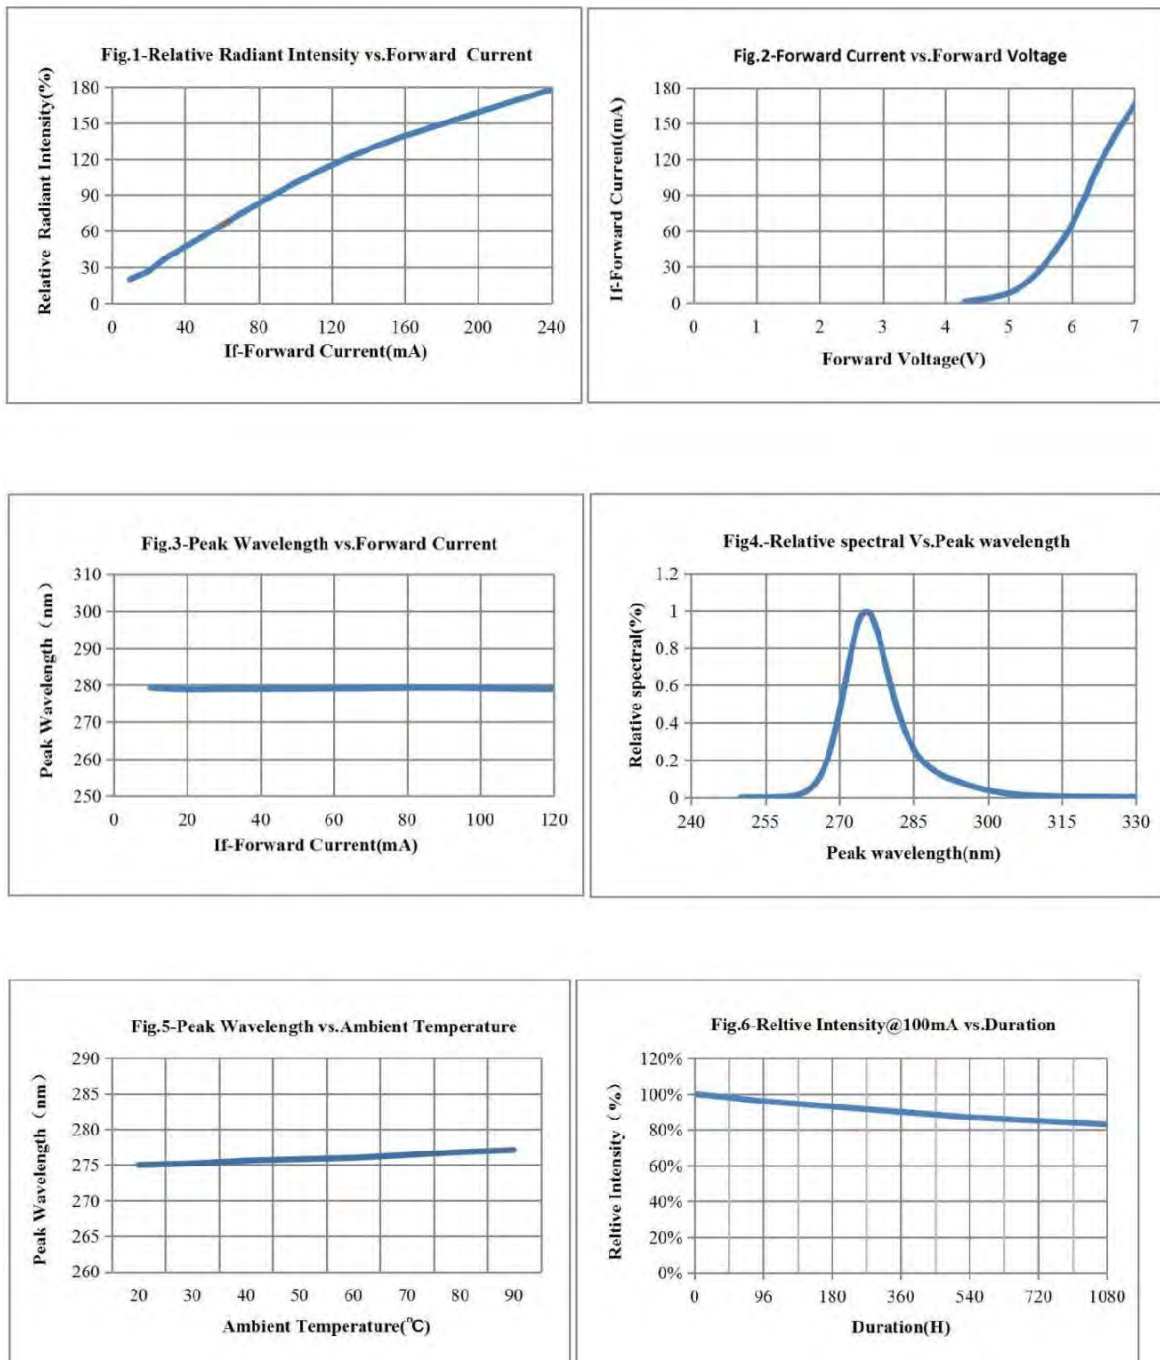 Fig.1-Relative Radiant Intensity vs.Forward Current
Relative Radiant Intensity(%)
180
150
120
90
60
30
0
0 40 80 120 160 200 240
If-Forward Current(mA)
Fig.2-Forward Current vs.Forward Voltage
If-Forward Current(mA)
180
150
120
90
60
30
0
0 1 2 3 4 5 6 7
Forward Voltage(V)
Fig.3-Peak Wavelength vs.Forward Current
Peak Wavelength（nm）
310
300
290
280
270
260
250
0 20 40 60 80 100 120
If-Forward Current(mA)
Fig4.-Relative spectral Vs.Peak wavelength
Relative spectral(%)
1.2
1
0.8
0.6
0.4
0.2
0
240 255 270 285 300 315 330
Peak wavelength(nm)
Fig.5-Peak Wavelength vs.Ambient Temperature
Peak Wavelength（nm）
290
285
280
275
270
265
260
20 30 40 50 60 70 80 90
Ambient Temperature(℃)
Fig.6-Reltive Intensity@100mA vs.Duration
Reltive Intensity（%）
120%
100%
80%
60%
40%
20%
0%
0 96 180 360 540 720 1080
Duration(H)